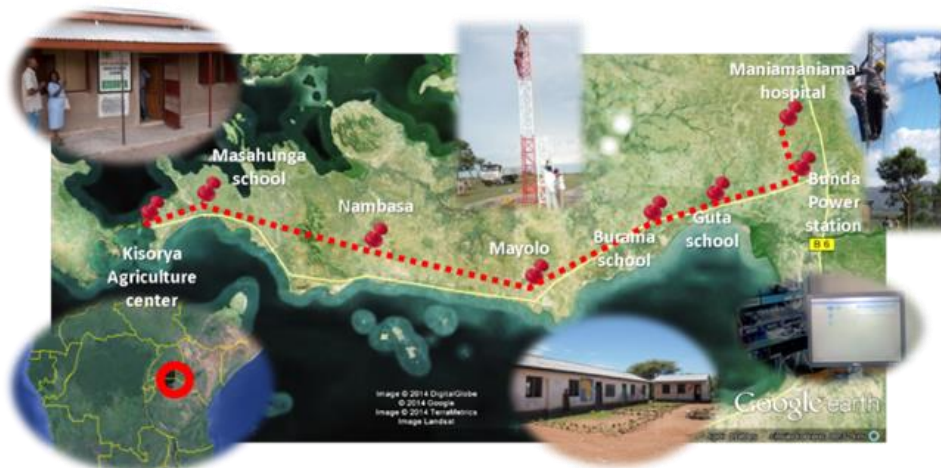 Maniamaniama
hospital
Masahunga
school
Nambasa
Bunda
Power
station
Guta
school
Burama
school
Mayolo
B 6
Kisorya
Agriculture
center
Image © 2014 DigitalGlobe
© 2014 Google
Image © 2014 TerraMetrics
Image Landsat
Google earth